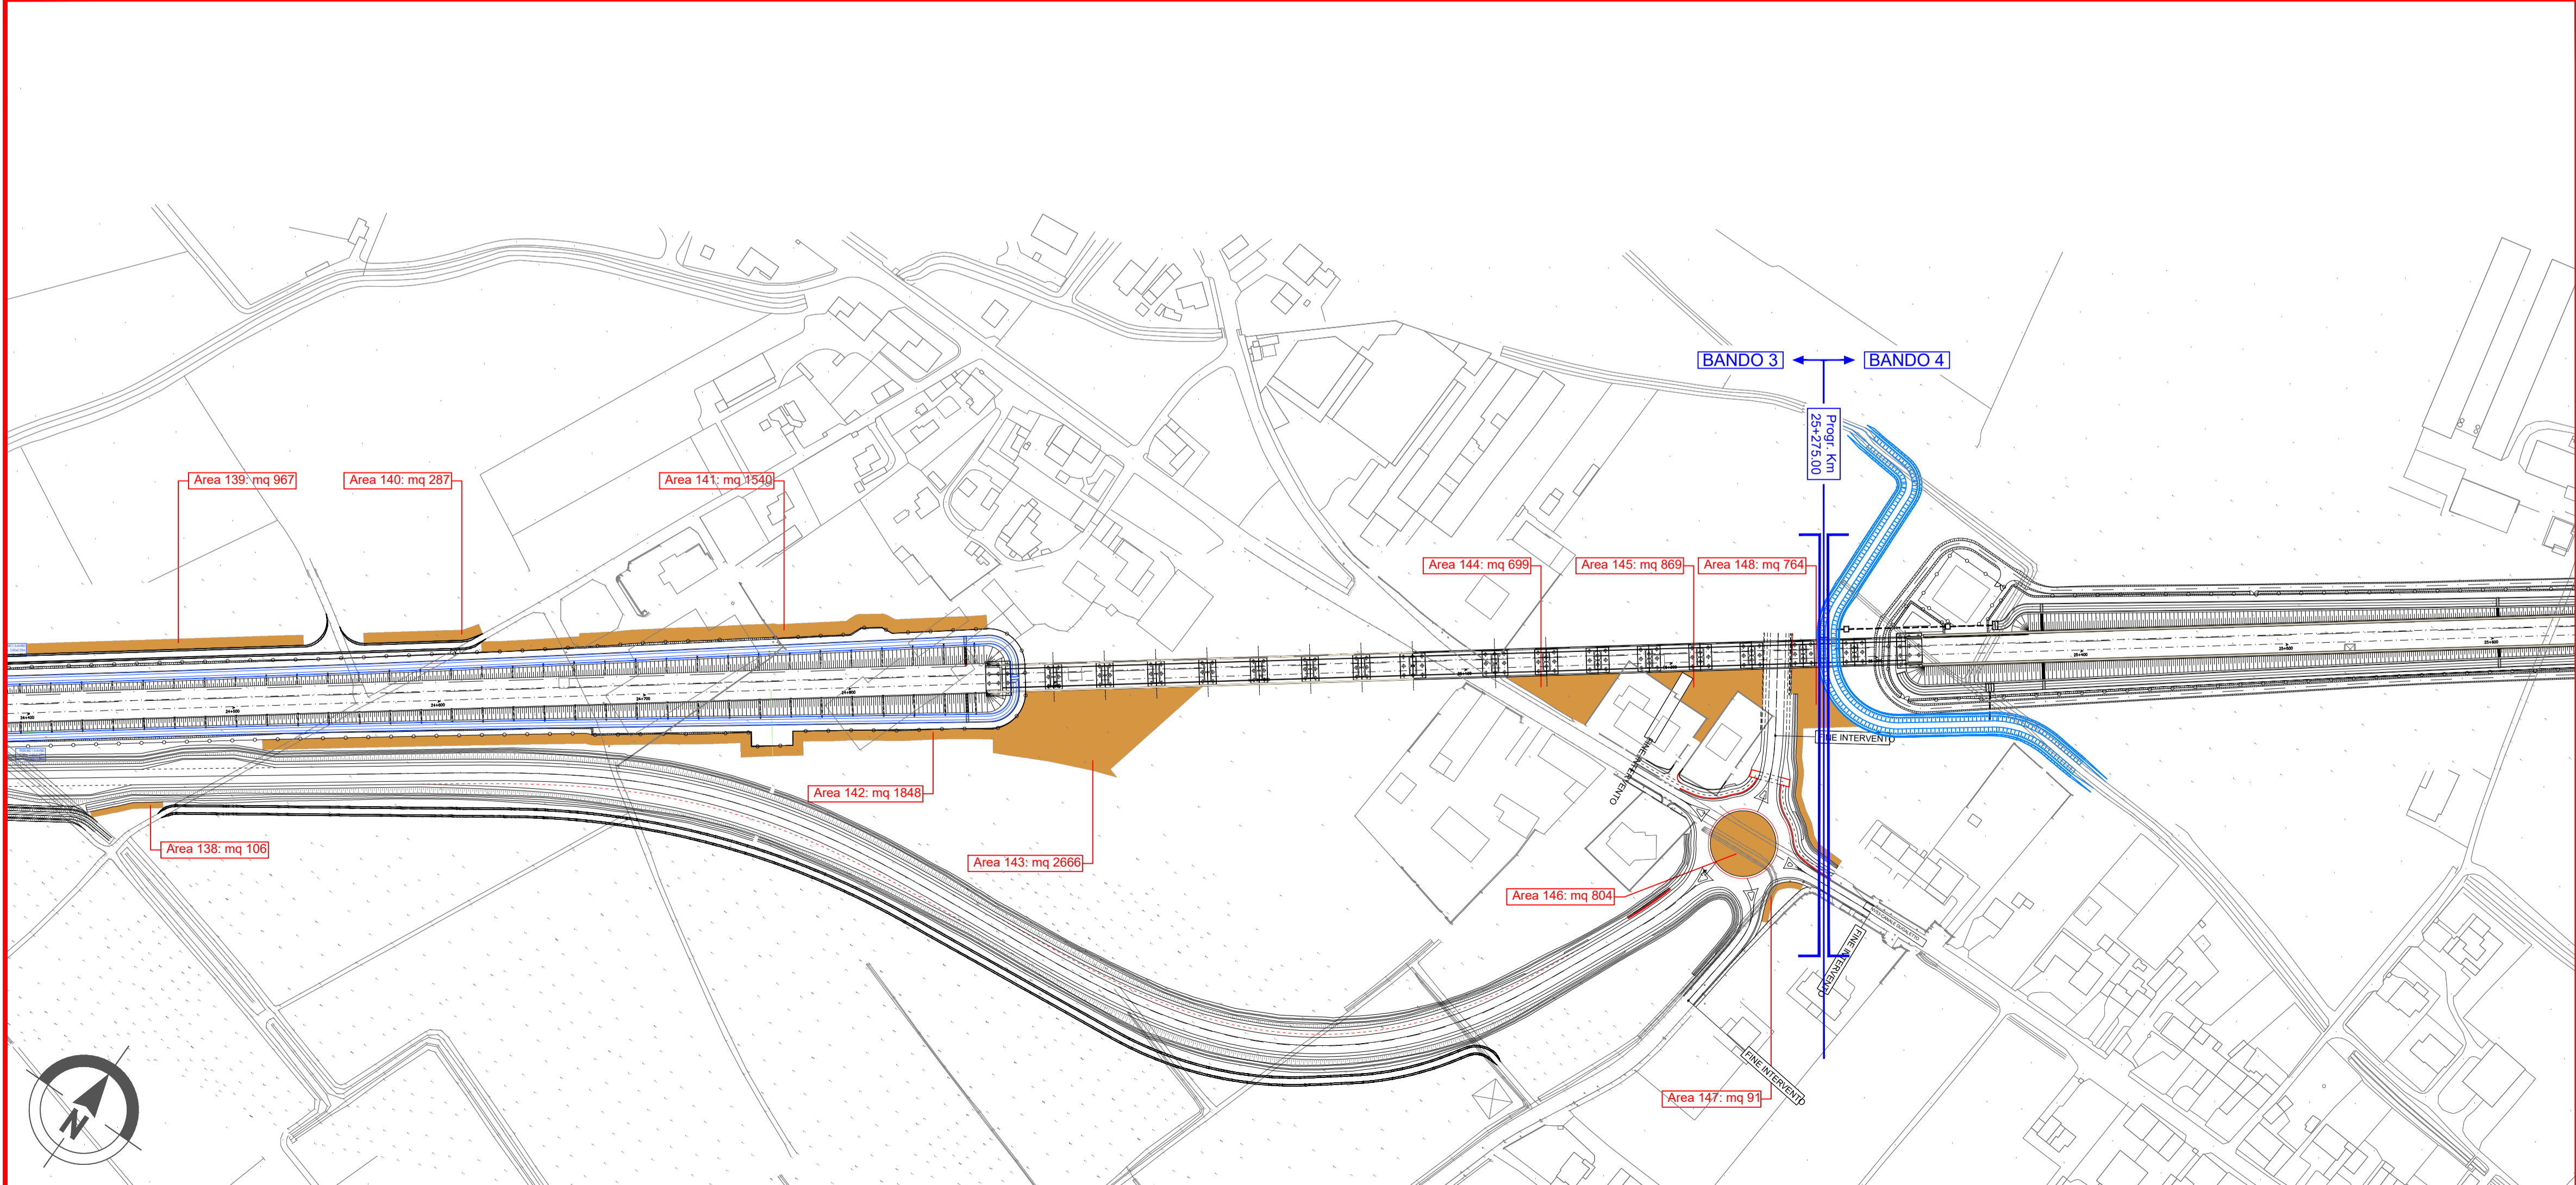 BANDO 3
BANDO 4
Progr. Km
25+275.00
Area 139: mq 967
Area 140: mq 287
Area 141: mq 1540
Area 144: mq 699
Area 145: mq 869
Area 148: mq 764
FINE INTERVENTO
FINE INTERVENTO
Area 142: mq 1848
Area 138: mq 106
Area 143: mq 2666
Area 146: mq 804
FINE INTERVENTO
FINE INTERVENTO
Area 147: mq 91
N